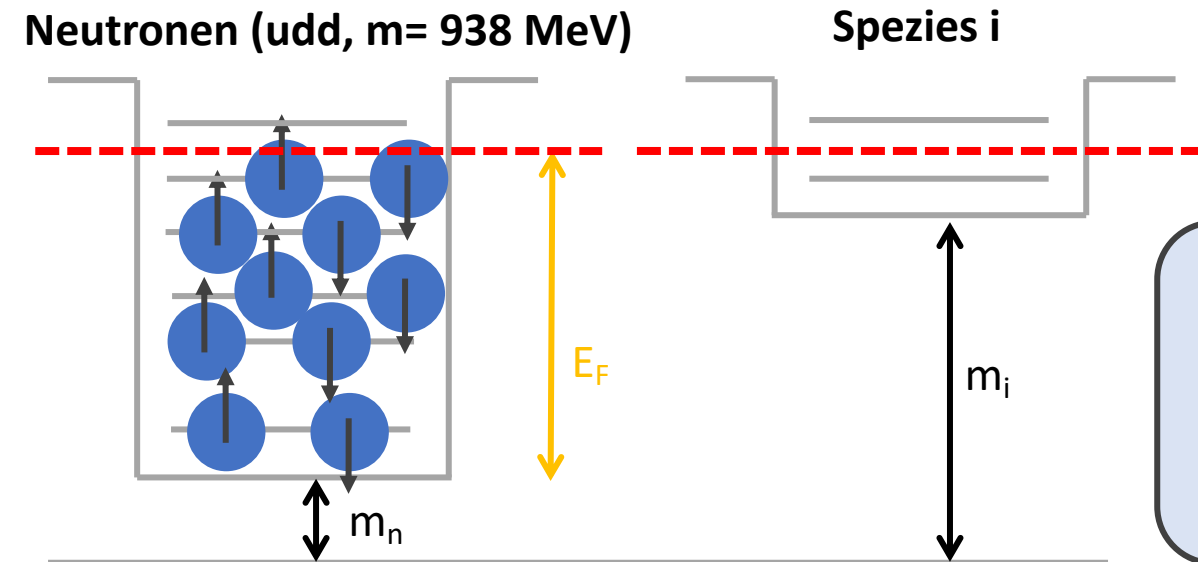 Neutronen (udd, m= 938 MeV)
Spezies i
E_F
m_i
m_n